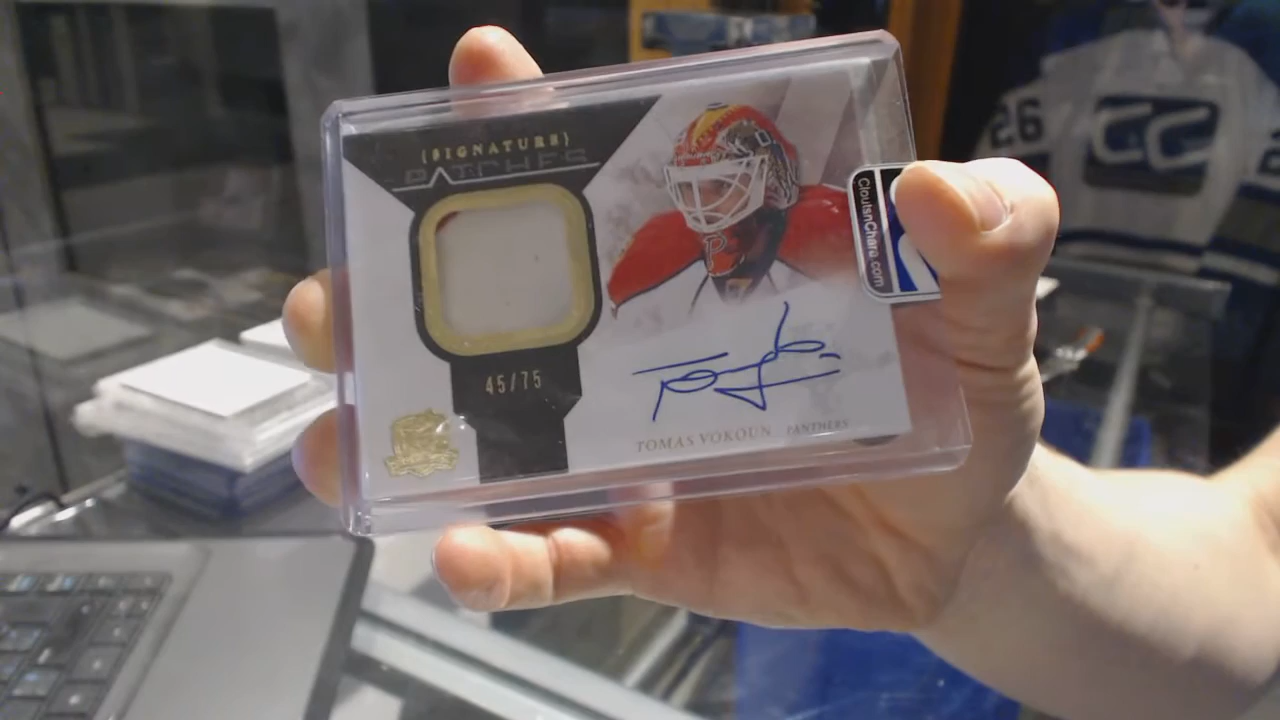 (SIGNATURE)
PATCHES
45/75
TOMAS VOKOUN PANTHERS
CloutsnChara.com
26